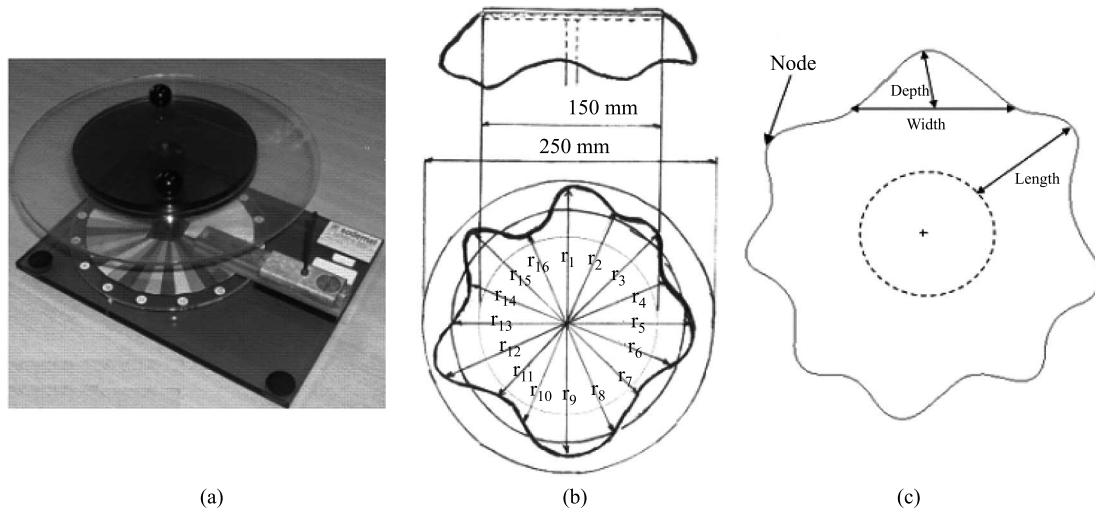 150 mm
250 mm
r1
r2
r3
r4
r5
r6
r7
r8
r9
r10
r11
r12
r13
r14
r15
r16
Node
Depth
Width
Length
(a)
(b)
(c)